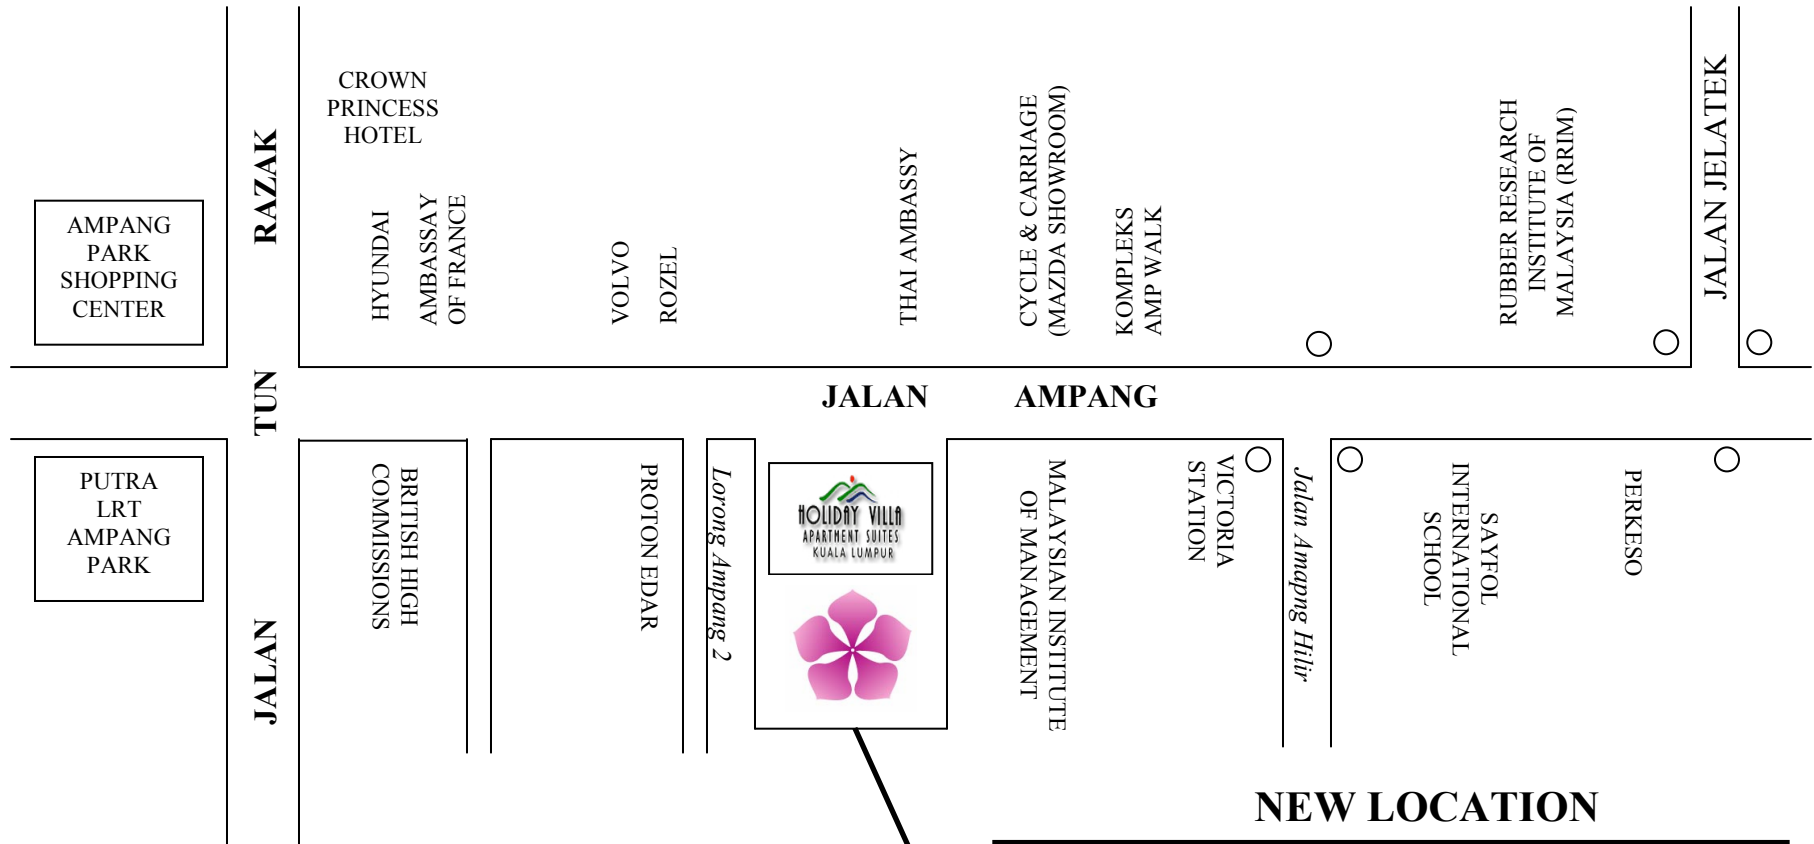 CROWN
PRINCESS
HOTEL
AMPANG
PARK
SHOPPING
CENTER
RAZAK
HYUNDAI
AMBASSAY
OF FRANCE
VOLVO
ROZEL
THAI AMBASSY
CYCLE & CARRIAGE
(MAZDA SHOWROOM)
KOMPLEKS
AMP WALK
RUBBER RESEARCH
INSTITUTE OF
MALAYSIA (RRIM)
JALAN JELATEK
TUN
JALAN AMPANG
PUTRA
LRT
AMPANG
PARK
JALAN
BRITISH HIGH
COMMISSIONS
PROTON EDAR
Lorong Ampang 2
HOLIDAY VILLA
APARTMENT SUITES
KUALA LUMPUR
MALAYSIAN INSTITUTE
OF MANAGEMENT
VICTORIA
STATION
Jalan Amapng Hilir
SAYFOL
INTERNATIONAL
SCHOOL
PERKESO
NEW LOCATION